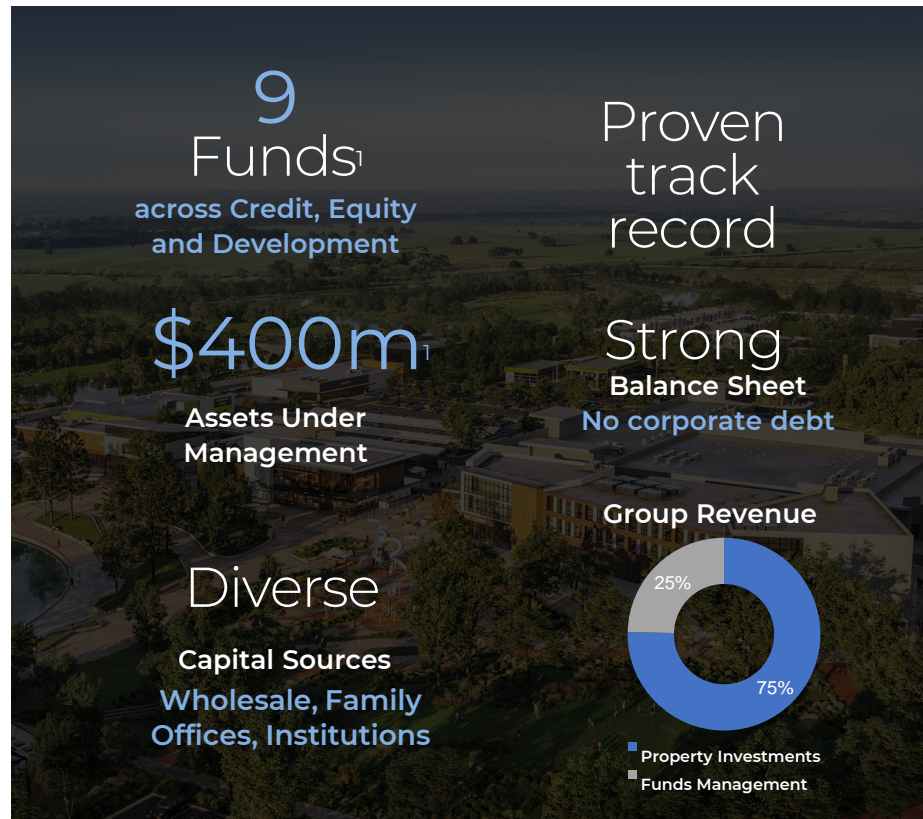 9
Funds1
across Credit, Equity
and Development
$400m1
Assets Under
Management
Diverse
Capital Sources
Wholesale, Family
Offices, Institutions
Proven
track
record
Strong
Balance Sheet
No corporate debt
Group Revenue
25%
75%
Property Investments
Funds Management